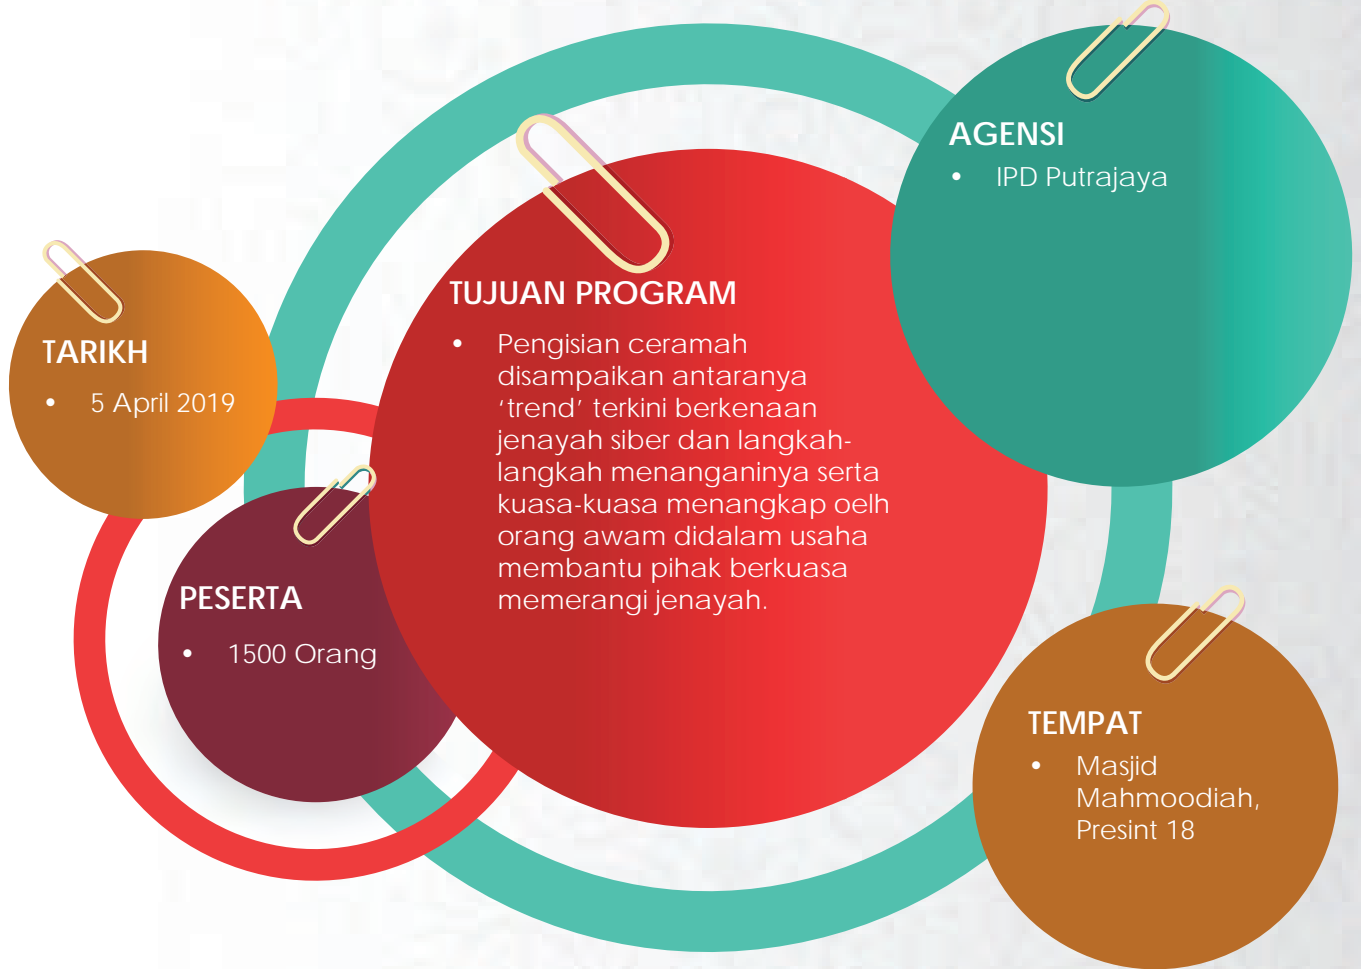 AGENSI
• IPD Putrajaya
TUJUAN PROGRAM
• Pengisian ceramah
disampaikan antaranya
‘trend’ terkini berkenaan
jenayah siber dan langkah-
langkah menanganinya serta
kuasa-kuasa menangkap oelh
orang awam didalam usaha
membantu pihak berkuasa
memerangi jenayah.
TARIKH
• 5 April 2019
PESERTA
• 1500 Orang
TEMPAT
• Masjid
Mahmoodiah,
Presint 18